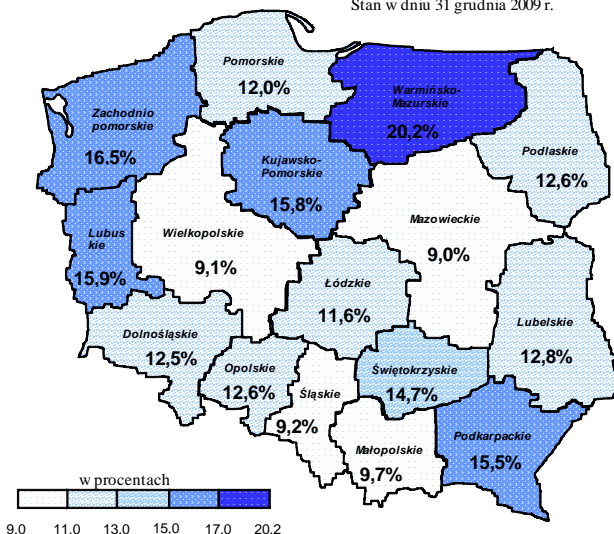 Stan w dniu 31 grudnia 2009 r.
Pomorskie
12,0%
Warmińsko-
Mazurskie
20,2%
Zachodnio
pomorskie
16.5%
Kujawsko-
Pomorskie
15,8%
Podlaskie
12,6%
Lubus
kie
15,9%
Wielkopolskie
9,1%
Mazowieckie
9,0%
Łódzkie
11,6%
Lubelskie
12,8%
Dolnośląskie
12,5%
Opolskie
12,6%
Śląskie
9,2%
Świętokrzyskie
14,7%
Małopolskie
9,7%
Podkarpackie
15,5%
w procentach
9.0 11.0 13.0 15.0 17.0 20.2